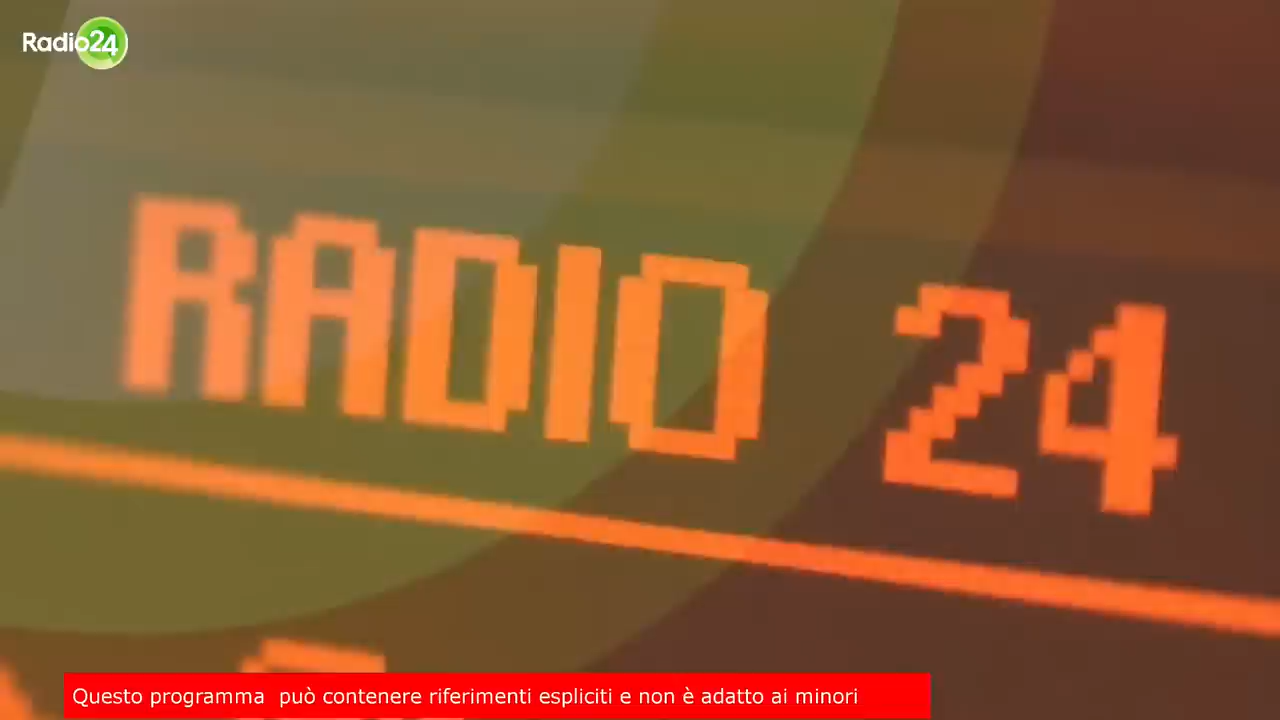 Radio24
RADIO 24
Questo programma  può contenere riferimenti espliciti e non è adatto ai minori